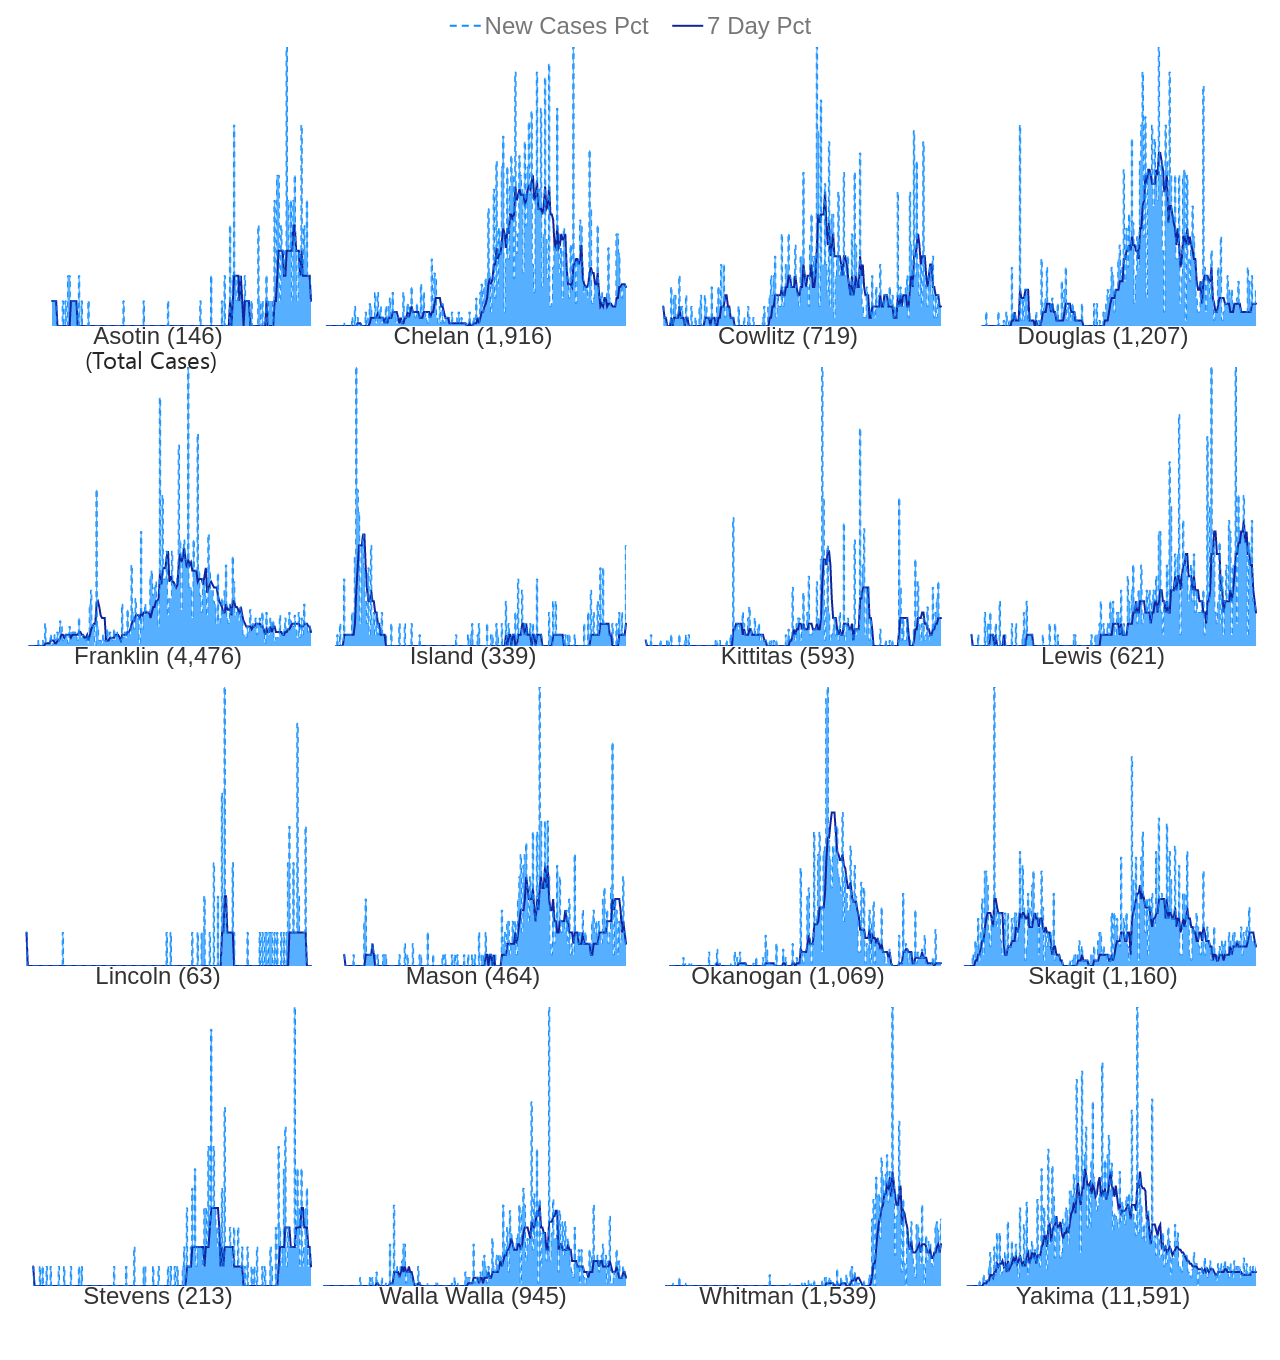 New Cases Pct 7 Day Pct
Asotin (146) Chelan (1,916) Cowlitz (719) Douglas (1,207)
(Total Cases)
Franklin (4,476) Island (339) Kittitas (593) Lewis (621)
Lincoln (63) Mason (464) Okanogan (1,069) Skagit (1,160)
Stevens (213) Walla Walla (945) Whitman (1,539) Yakima (11,591)